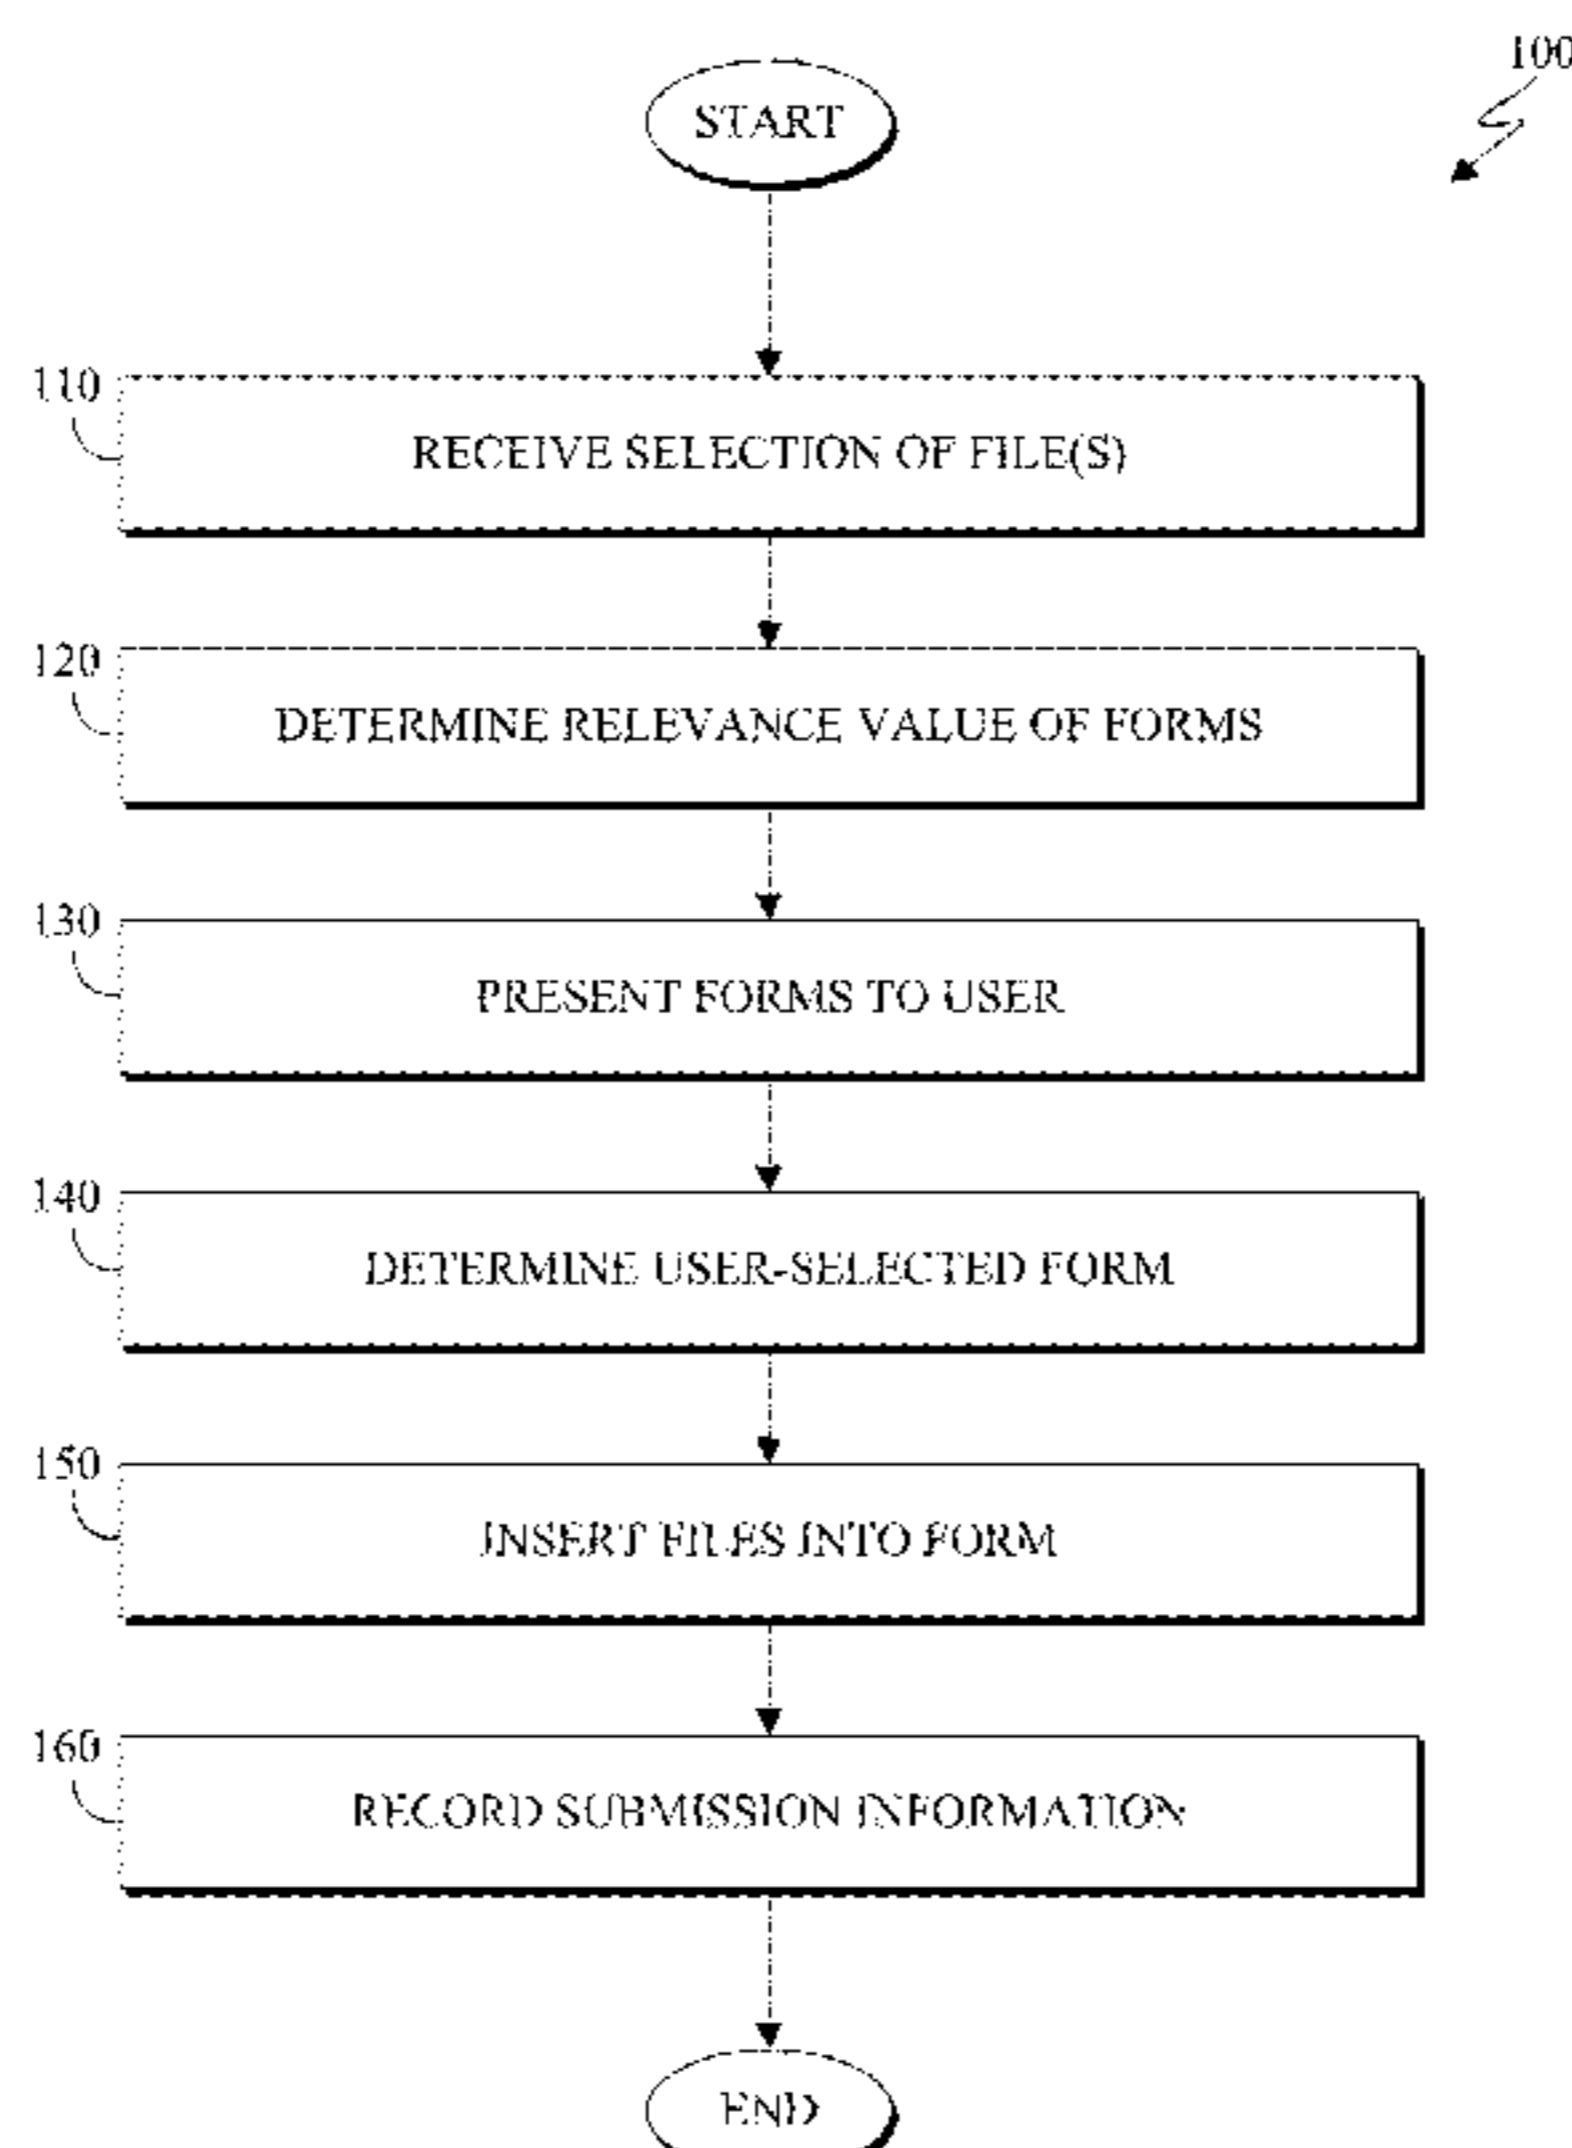 100
START
110
RECEIVE SELECTION OF FILE(S)
120
DETERMINE RELEVANCE VALUE OF FORMS
130
PRESENT FORMS TO USER
140
DETERMINE USER-SELECTED FORM
150
INSERT FILES INTO FORM
160
RECORD SUBMISSION INFORMATION
END